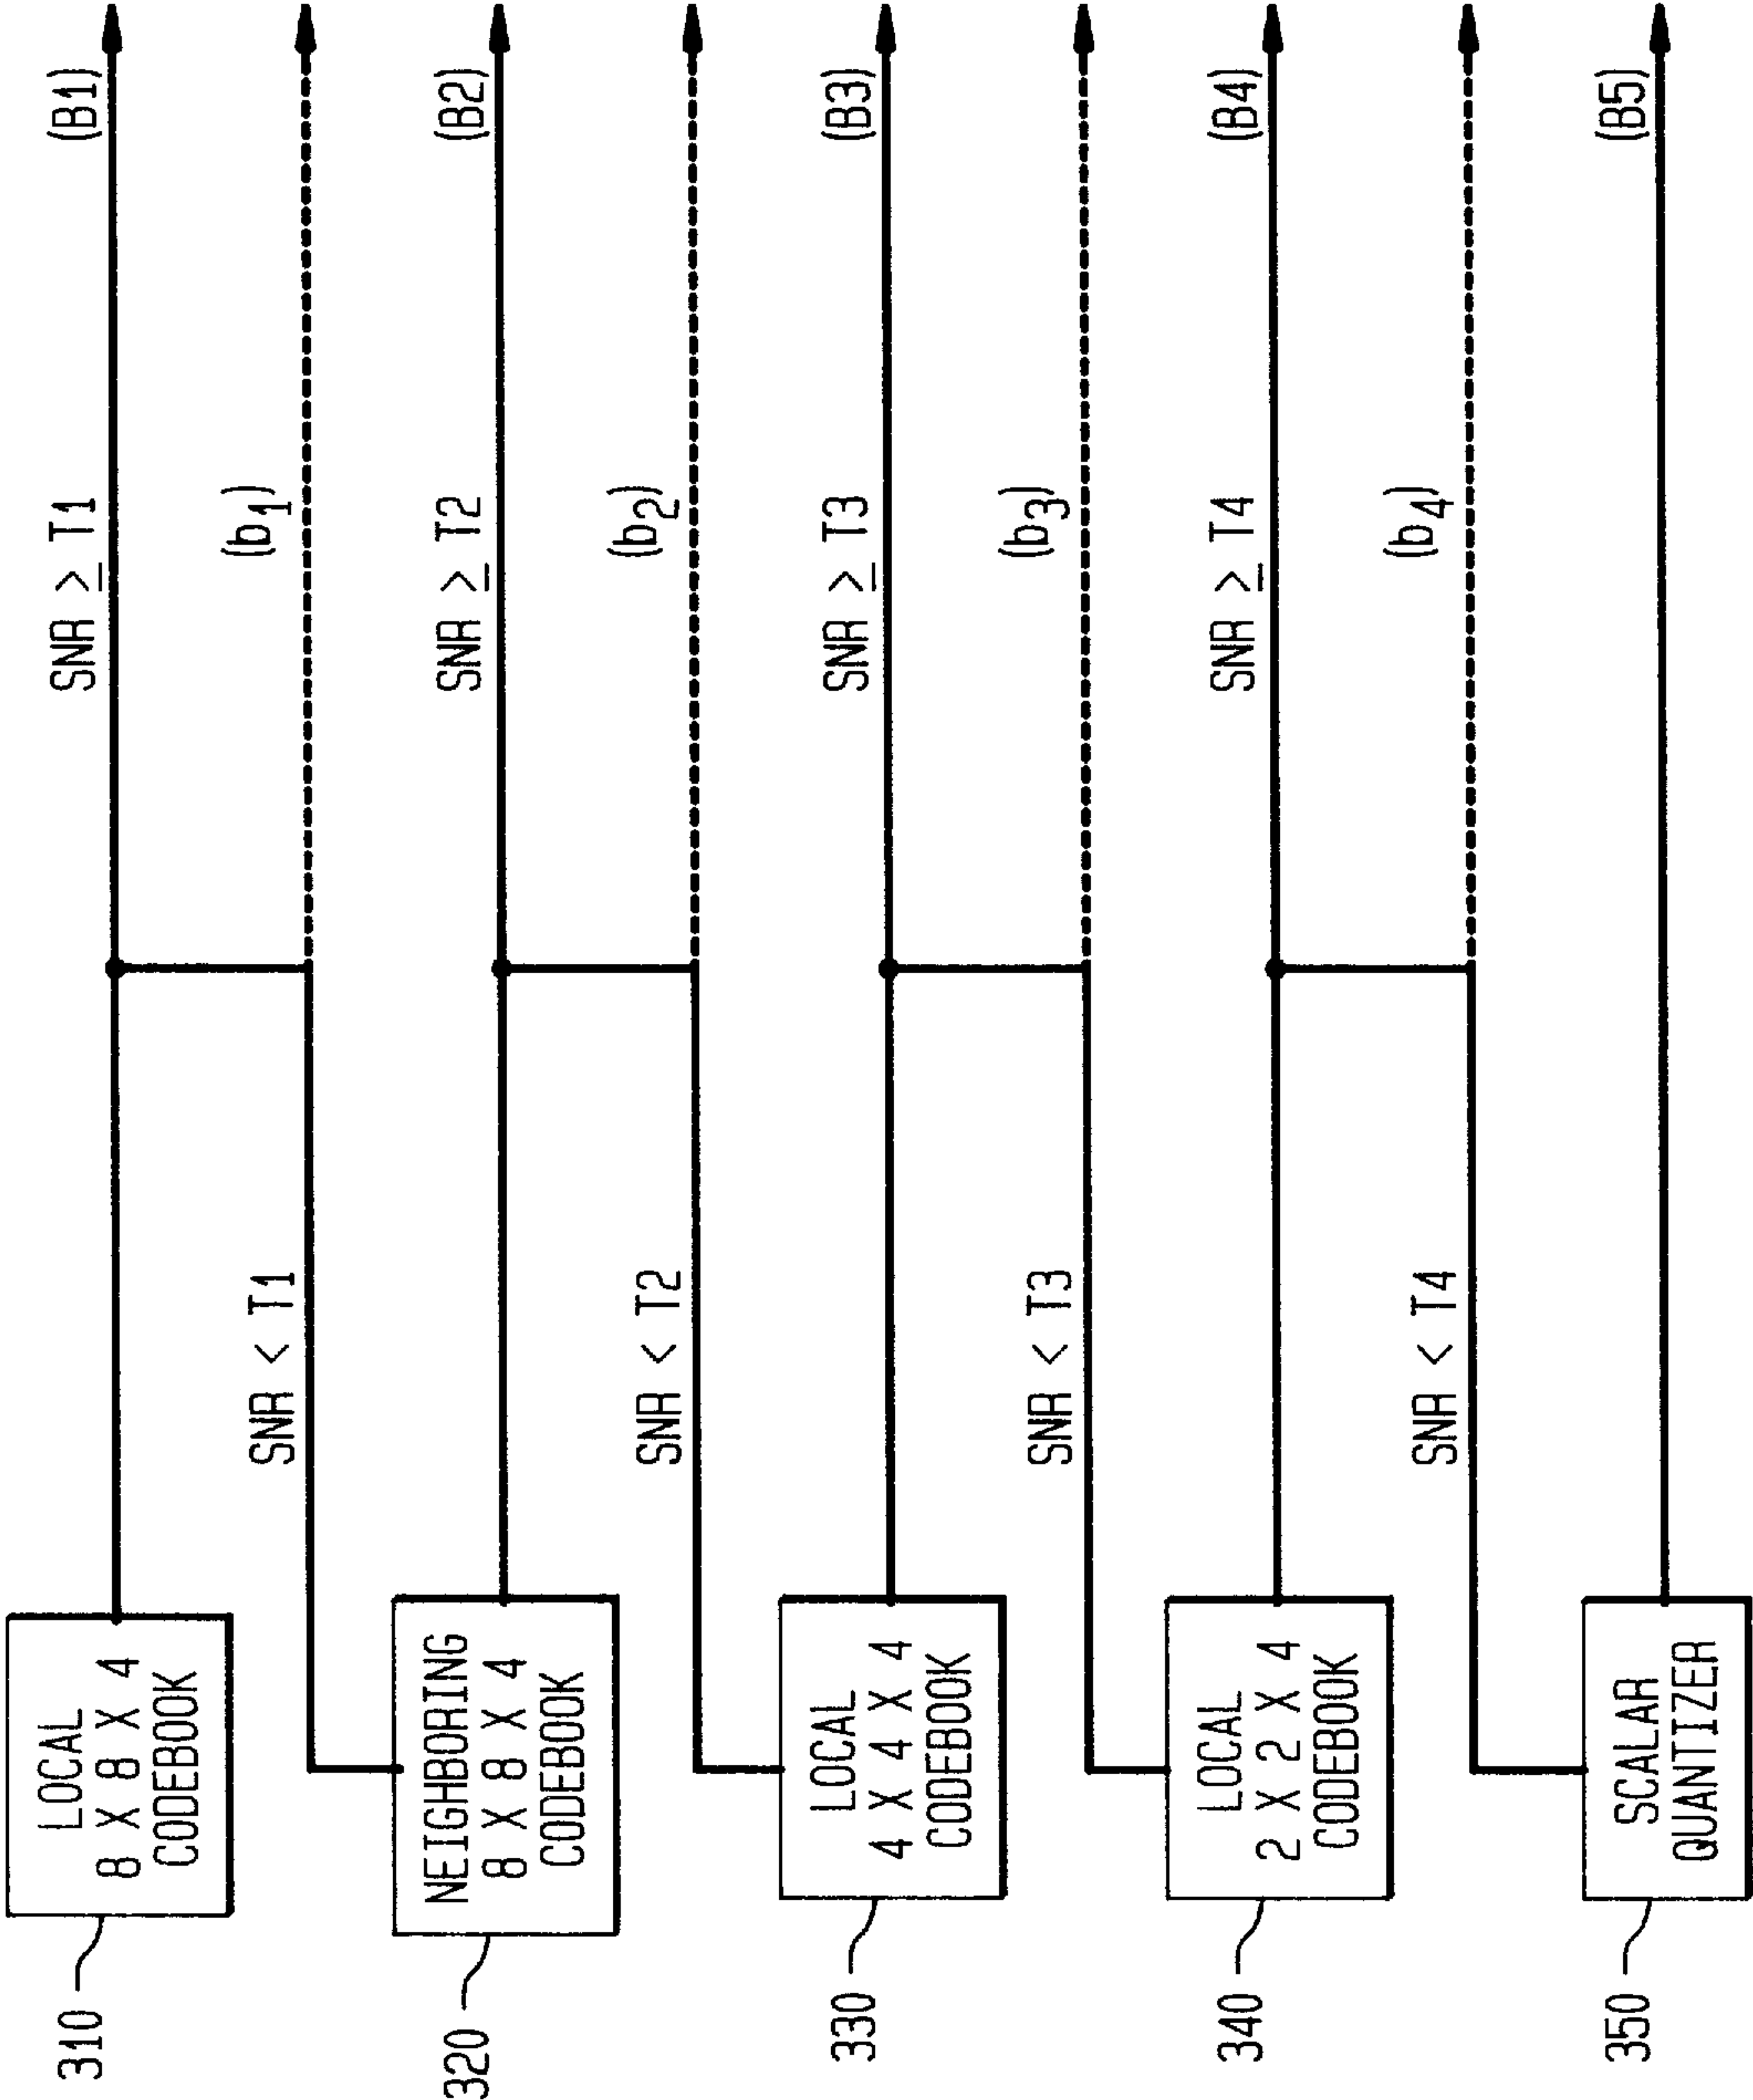 310
LOCAL
8 X 8 X 4
CODEBOOK
SNR ≥ T1
(B1)
SNR < T1
(b1)
320
NEIGHBORING
8 X 8 X 4
CODEBOOK
SNR ≥ T2
(B2)
SNR < T2
(b2)
330
LOCAL
4 X 4 X 4
CODEBOOK
SNR ≥ T3
(B3)
SNR < T3
(b3)
340
LOCAL
2 X 2 X 4
CODEBOOK
SNR ≥ T4
(B4)
SNR < T4
(b4)
350
SCALAR
QUANTIZER
(B5)